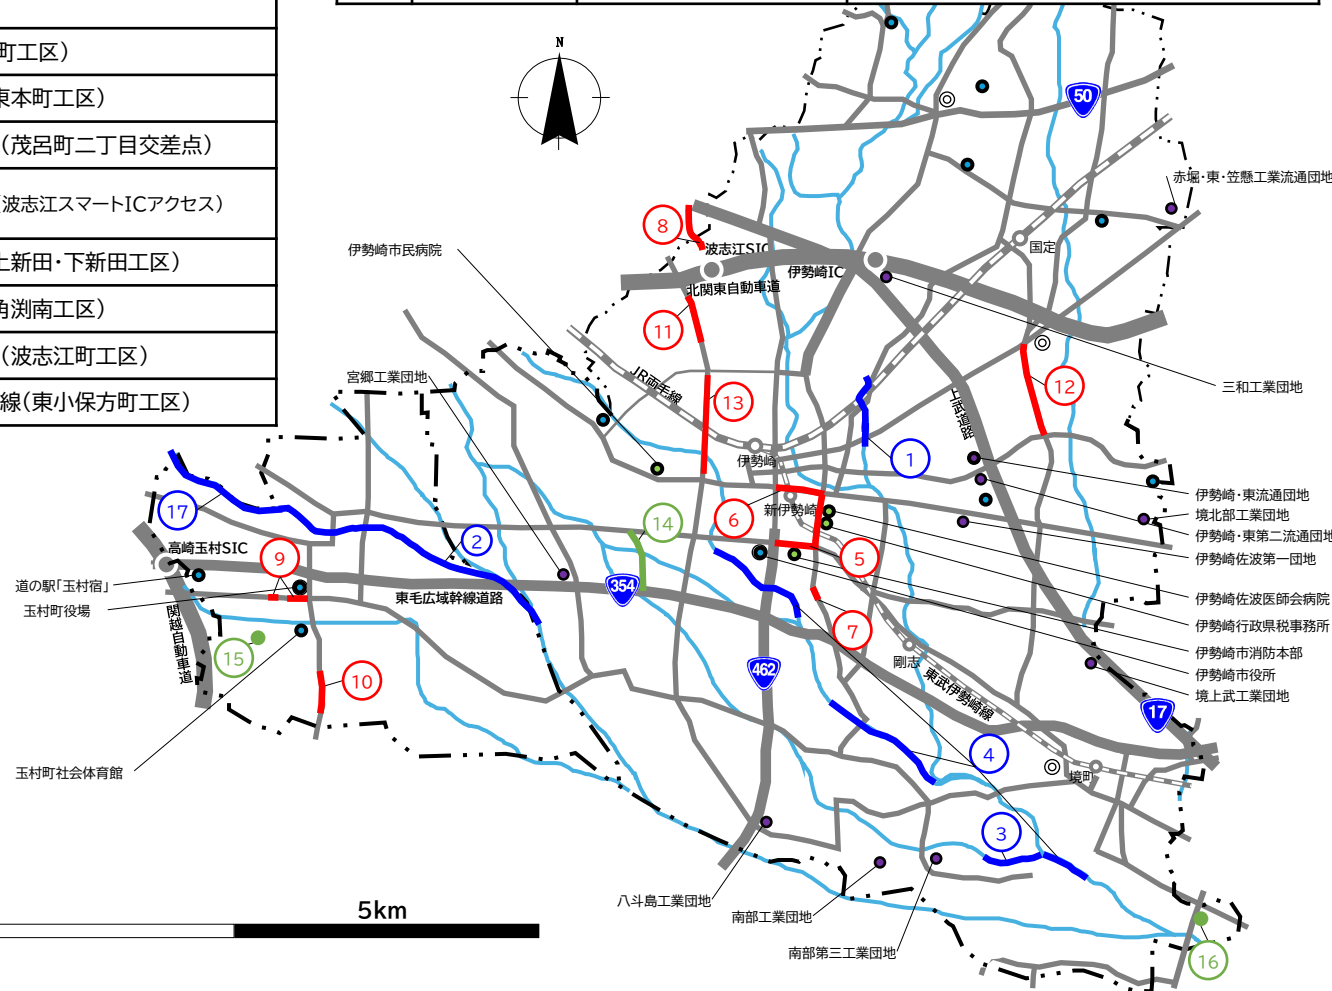 町工区）
東本町工区）
（茂呂町二丁目交差点）
波志江スマートICアクセス）
上新田・下新田工区）
角渕南工区）
（波志江町工区）
線（東小保方町工区）
N
50
赤堀・東・笠懸工業流通団地
8
波志江SIC
伊勢崎IC
国定
伊勢崎市民病院
北関東自動車道
11
宮郷工業団地
JR両毛線
12
三和工業団地
13
上武道路
1
伊勢崎
伊勢崎・東流通団地
17
6
新伊勢崎
境北部工業団地
14
伊勢崎・東第二流通団地
2
高崎玉村SIC
9
5
伊勢崎佐波第一団地
道の駅「玉村宿」
354
東毛広域幹線道路
伊勢崎佐波医師会病院
玉村町役場
関越自動車道
7
伊勢崎行政県税事務所
15
伊勢崎市消防本部
剛志
462
伊勢崎市役所
10
東武伊勢崎線
境上武工業団地
17
4
玉村町社会体育館
境町
3
八斗島工業団地
5km
南部工業団地
南部第三工業団地
16